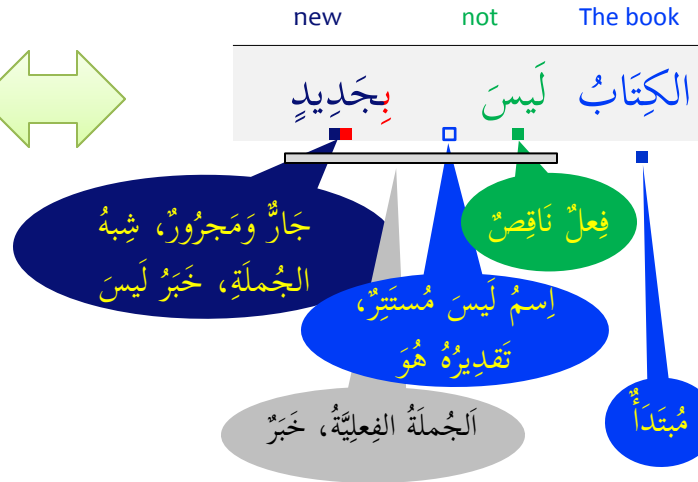 new not The book
الكِتَابُ لَيسَ بِجَدِيدٍ
جَارٌّ وَمَجرُورٌ، شِبهُ
الجُملَةِ، خَبَرُ لَيسَ
فِعلٌ نَاقِصٌ
اِسمُ لَيسَ مُستَتِرٌ،
تَقدِيرُهُ هُوَ
اَلجُملَةُ الفِعلِيَّةُ، خَبَرٌ
مُبتَدَأٌ